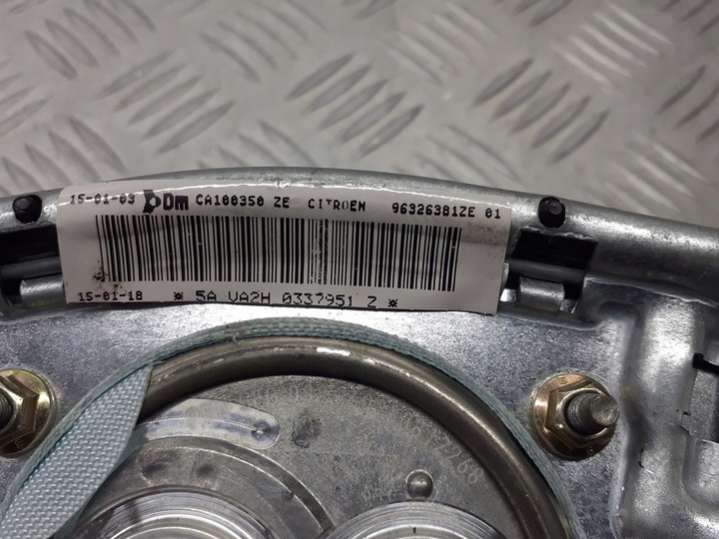 15-01-03 Dm CA100350 ZE CITROEN 96326381ZE 01
15-01-18 ¤ 5A VA2H 0337951 Z ¤